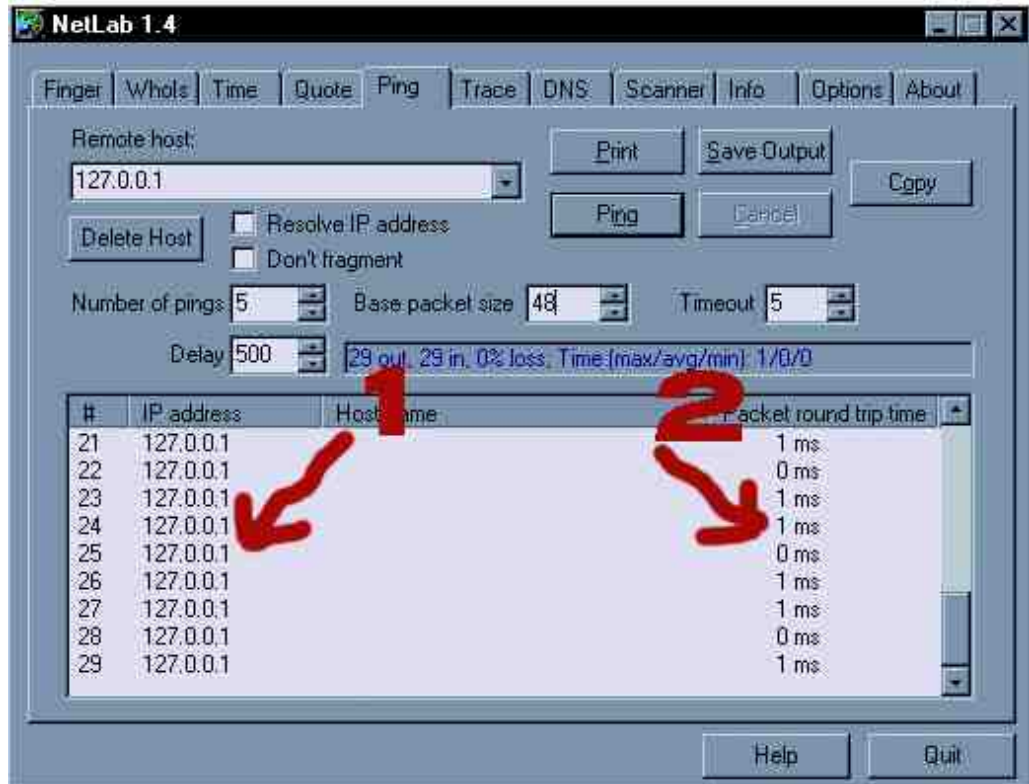 NetLab 1.4
Finger WhoIs Time Quote Ping Trace DNS Scanner Info Options About
Remote host:
Print Save Output
127.0.0.1
Copy
Ping Cancel
Delete Host
Resolve IP address
Don't fragment
Number of pings 5 Base packet size 48 Timeout 5
Delay 500 29 out, 29 in, 0% loss, Time (max/avg/min): 1/0/0
1 2
# IP address Host name Packet round trip time
21 127.0.0.1 1 ms
22 127.0.0.1 0 ms
23 127.0.0.1 1 ms
24 127.0.0.1 1 ms
25 127.0.0.1 0 ms
26 127.0.0.1 1 ms
27 127.0.0.1 1 ms
28 127.0.0.1 0 ms
29 127.0.0.1 1 ms
Help Quit